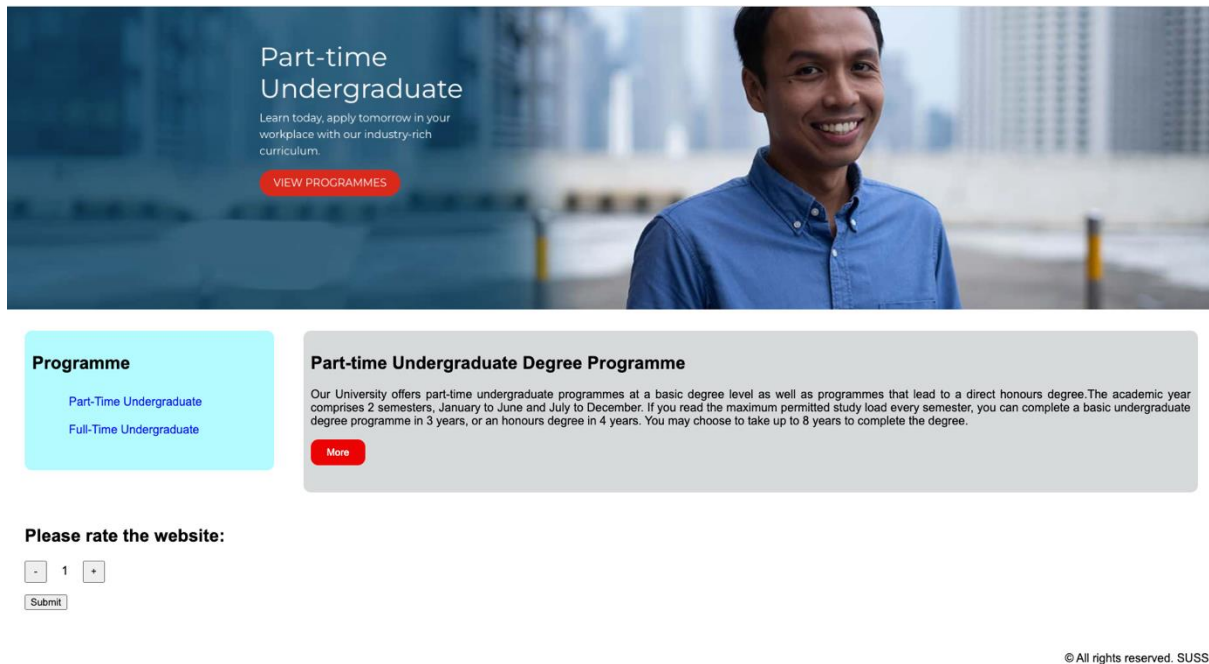 Part-time
Undergraduate
Learn today, apply tomorrow in your
workplace with our industry-rich
curriculum.
VIEW PROGRAMMES
Programme
Part-Time Undergraduate
Full-Time Undergraduate
Part-time Undergraduate Degree Programme
Our University offers part-time undergraduate programmes at a basic degree level as well as programmes that lead to a direct honours degree.The academic year
comprises 2 semesters, January to June and July to December. If you read the maximum permitted study load every semester, you can complete a basic undergraduate
degree programme in 3 years, or an honours degree in 4 years. You may choose to take up to 8 years to complete the degree.
More
Please rate the website:
- 1 +
Submit
© All rights reserved. SUSS